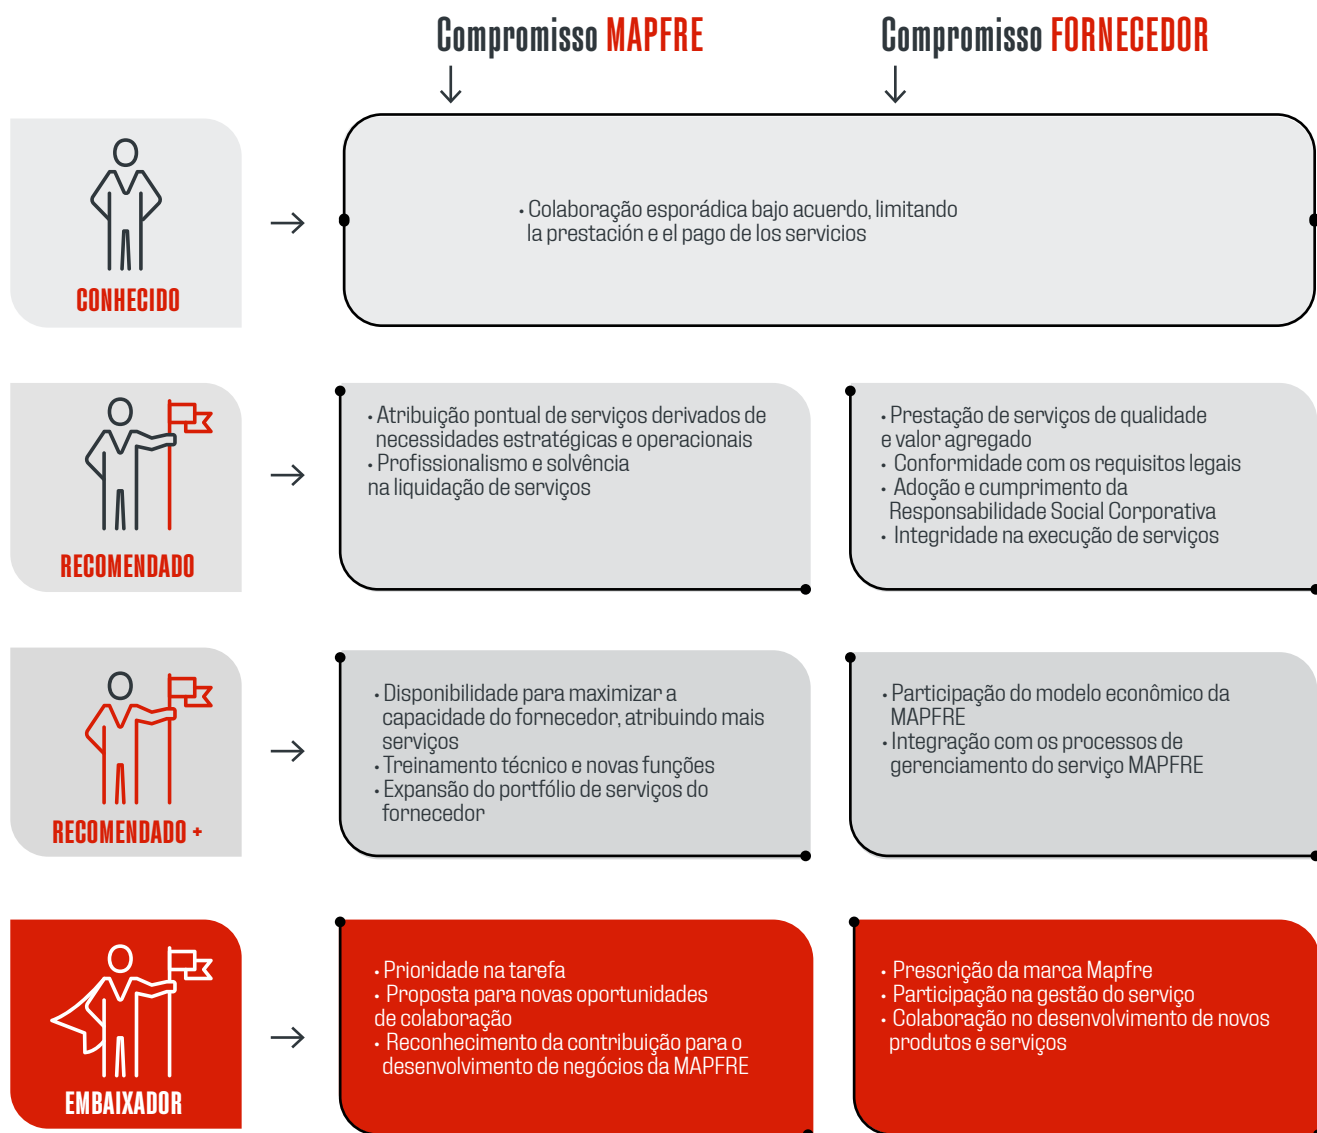 Compromisso MAPFRE
Compromisso FORNECEDOR
CONHECIDO
• Colaboração esporádica bajo acuerdo, limitando
la prestación e el pago de los servicios
RECOMENDADO
• Atribuição pontual de serviços derivados de
necessidades estratégicas e operacionais
• Profissionalismo e solvência
na liquidação de serviços
• Prestação de serviços de qualidade
e valor agregado
• Conformidade com os requisitos legais
• Adoção e cumprimento da
Responsabilidade Social Corporativa
• Integridade na execução de serviços
RECOMENDADO +
• Disponibilidade para maximizar a
capacidade do fornecedor, atribuindo mais
serviços
• Treinamento técnico e novas funções
• Expansão do portfólio de serviços do
fornecedor
• Participação do modelo econômico da
MAPFRE
• Integração com os processos de
gerenciamento do serviço MAPFRE
EMBAIXADOR
• Prioridade na tarefa
• Proposta para novas oportunidades
de colaboração
• Reconhecimento da contribuição para o
desenvolvimento de negócios da MAPFRE
• Prescrição da marca Mapfre
• Participação na gestão do serviço
• Colaboração no desenvolvimento de novos
produtos e serviços